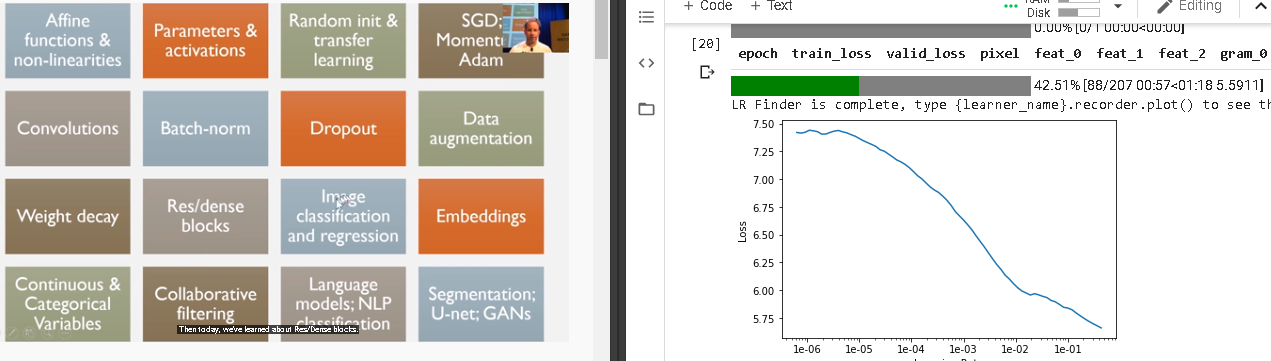 Affine
functions &
non-linearities
Parameters &
activations
Random init &
transfer
learning
SGD;
Adam
Convolutions
Batch-norm
Dropout
Data
augmentation
Weight decay
Res/dense
blocks
Image
classification
and regression
Embeddings
Continuous &
Categorical
Variables
Collaborative
filtering
Language
models; NLP
classification
Segmentation;
U-net; GANs
Then today, we've learned about Res/Dense blocks.
+ Code + Text
RAM
Disk
Editing
0.00% [0/1 00:00<00:00]
[20]
epoch train_loss valid_loss pixel feat_0 feat_1 feat_2 gram_0
42.51% [88/207 00:57<01:18 5.5911]
LR Finder is complete, type {learner_name}.recorder.plot() to see
7.50
7.25
7.00
6.75
6.50
6.25
6.00
5.75
Loss
1e-06 1e-05 1e-04 1e-03 1e-02 1e-01